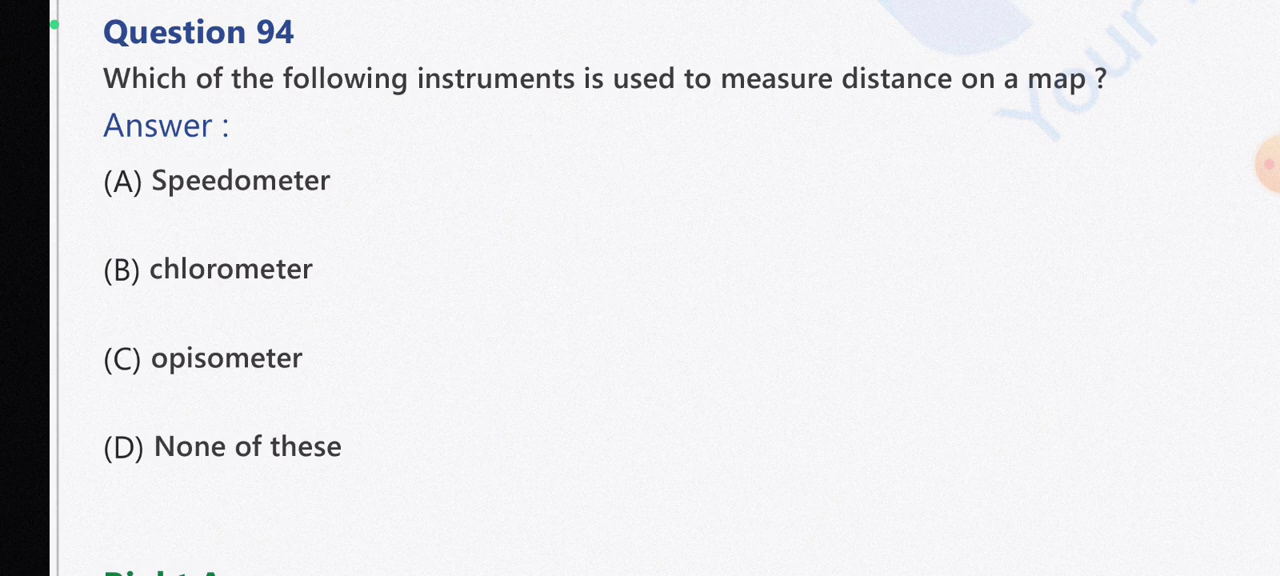 Question 94
Which of the following instruments is used to measure distance on a map ?
Answer :
(A) Speedometer
(B) chlorometer
(C) opisometer
(D) None of these
Your